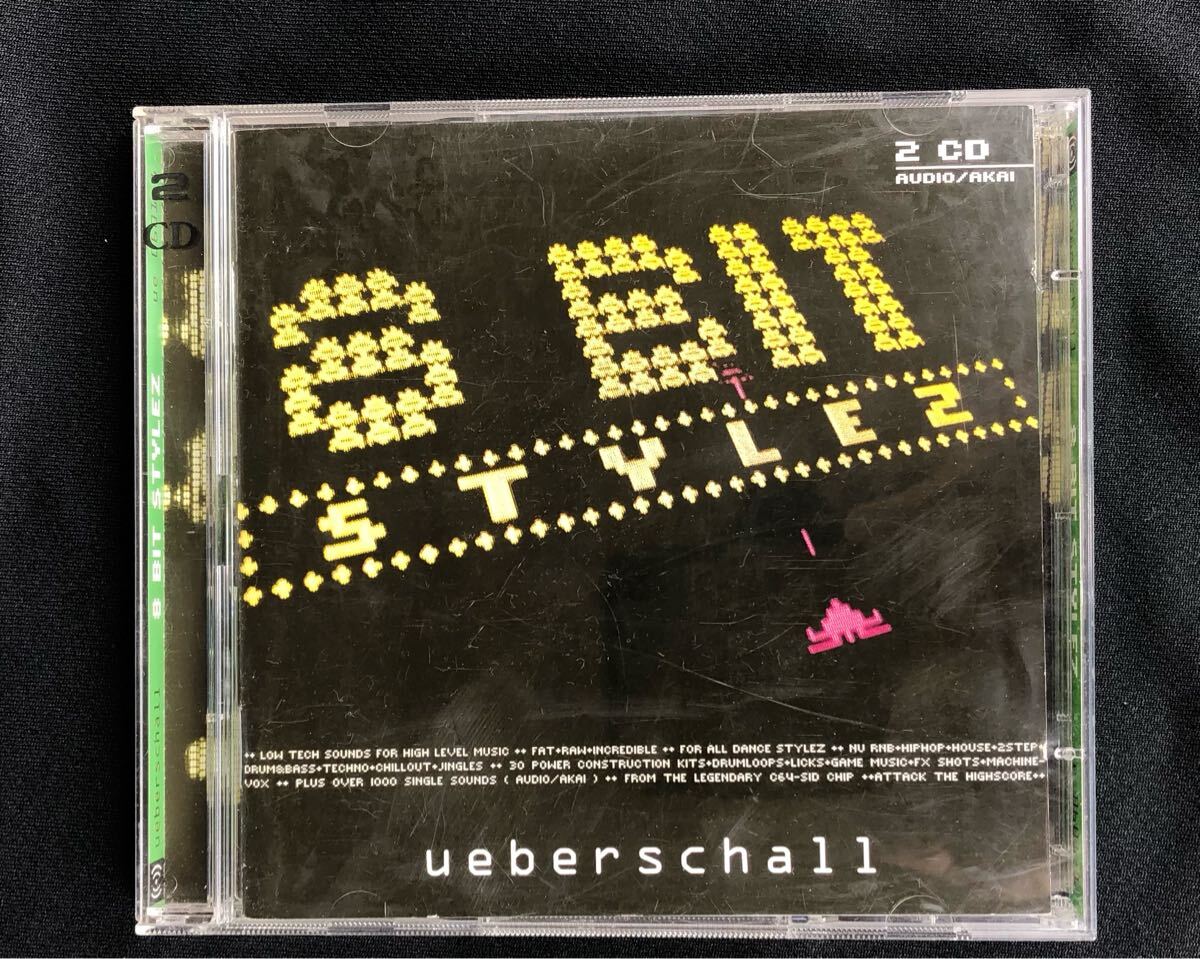 2 CD
AUDIO/AKAI
8 BIT
STYLEZ
++ LOW TECH SOUNDS FOR HIGH LEVEL MUSIC ++ FAT+RAW+INCREDIBLE ++ FOR ALL DANCE STYLEZ ++ NU RNB+HIPHOP+HOUSE+2STEP+
DRUM&BASS+TECHNO+CHILLOUT+JINGLES ++ 30 POWER CONSTRUCTION KITS+DRUMLOOPS+LICKS+GAME MUSIC+FX SHOTS+MACHINE-
VOX ++ PLUS OVER 1000 SINGLE SOUNDS ( AUDIO/AKAI ) ++ FROM THE LEGENDARY C64-SID CHIP ++ATTACK THE HIGHSCORE++
ueberschall
2
CD
8 BIT STYLEZ
ueberschall